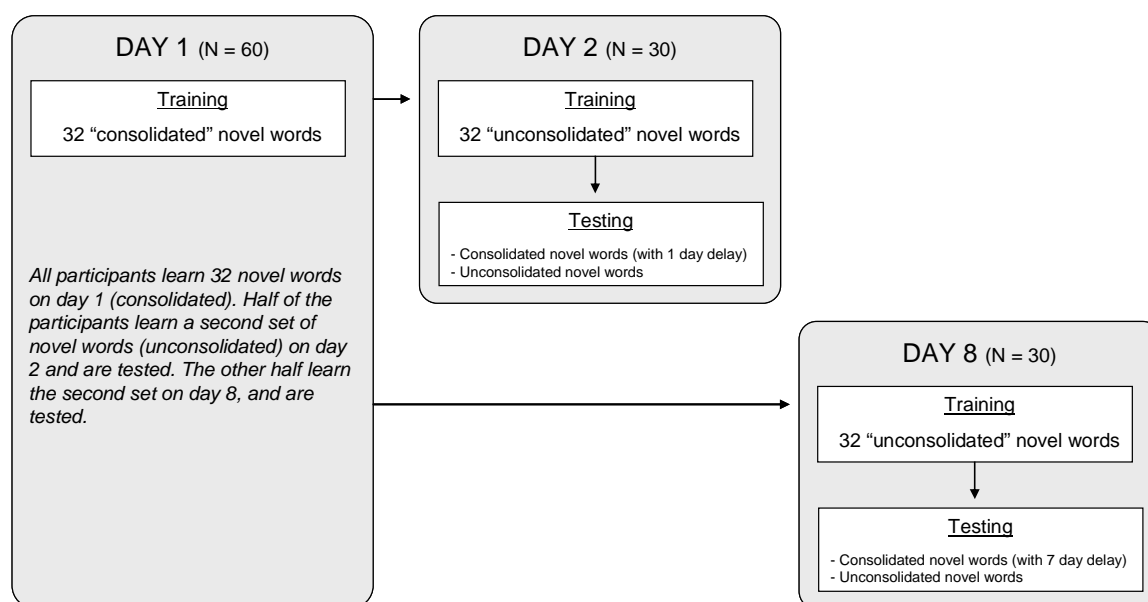 DAY 1 (N = 60)
Training
32 “consolidated” novel words
All participants learn 32 novel words
on day 1 (consolidated). Half of the
participants learn a second set of
novel words (unconsolidated) on day
2 and are tested. The other half learn
the second set on day 8, and are
tested.
DAY 2 (N = 30)
Training
32 “unconsolidated” novel words
Testing
- Consolidated novel words (with 1 day delay)
- Unconsolidated novel words
DAY 8 (N = 30)
Training
32 “unconsolidated” novel words
Testing
- Consolidated novel words (with 7 day delay)
- Unconsolidated novel words